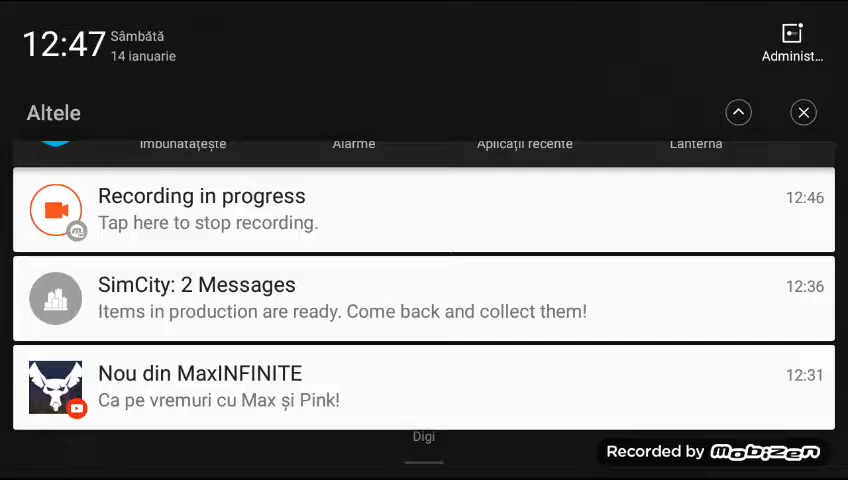 12:47
Sâmbătă
14 ianuarie
Administ...
Altele
Îmbunătățește
Alarme
Aplicații recente
Lanternă
Recording in progress
12:46
Tap here to stop recording.
SimCity: 2 Messages
12:36
Items in production are ready. Come back and collect them!
Nou din MaxINFINITE
12:31
Ca pe vremuri cu Max și Pink!
Digi
Recorded by mobizen